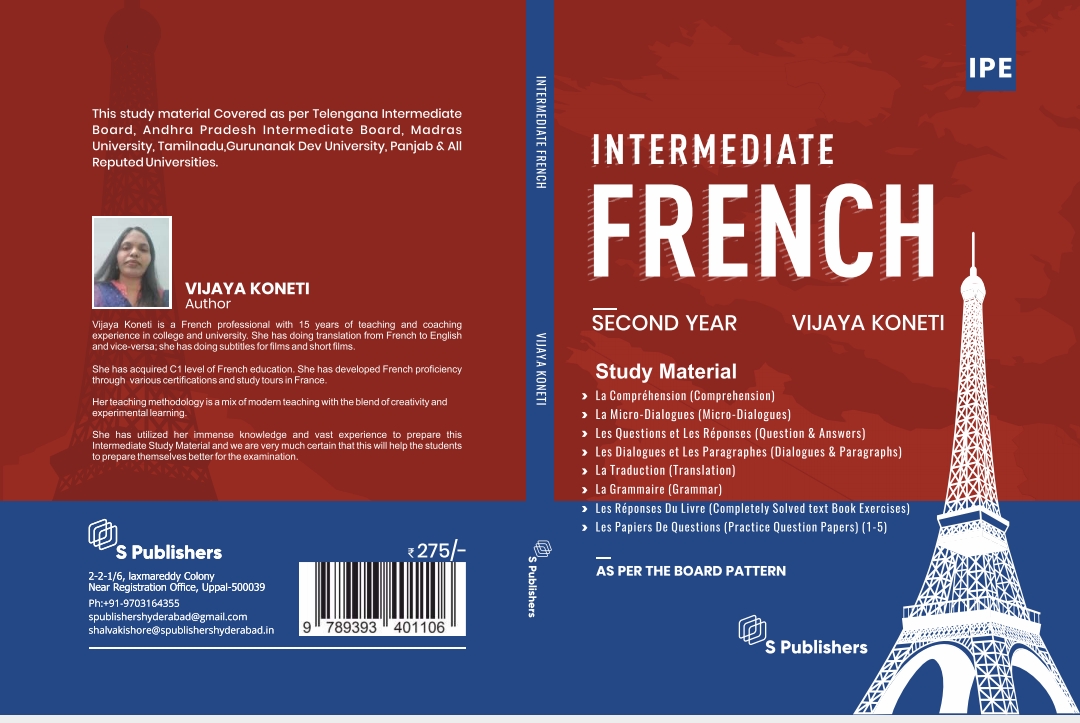 This study material Covered as per Telengana Intermediate
Board, Andhra Pradesh Intermediate Board, Madras
University, Tamilnadu,Gurunanak Dev University, Panjab & All
Reputed Universities.
VIJAYA KONETI
Author
Vijaya Koneti is a French professional with 15 years of teaching and coaching
experience in college and university. She has doing translation from French to English
and vice-versa; she has doing subtitles for films and short films.
She has acquired C1 level of French education. She has developed French proficiency
through various certifications and study tours in France.
Her teaching methodology is a mix of modern teaching with the blend of creativity and
experimental learning.
She has utilized her immense knowledge and vast experience to prepare this
Intermediate Study Material and we are very much certain that this will help the students
to prepare themselves better for the examination.
S Publishers
2-2-1/6, laxmareddy Colony
Near Registration Office, Uppal-500039
Ph:+91-9703164355
spublishershyderabad@gmail.com
shalvakishore@spublishershyderabad.in
₹275/-
9 789393 401106
INTERMEDIATE FRENCH
VIJAYA KONETI
S Publishers
IPE
INTERMEDIATE
FRENCH
SECOND YEAR VIJAYA KONETI
Study Material
› La Compréhension (Comprehension)
› La Micro-Dialogues (Micro-Dialogues)
› Les Questions et Les Réponses (Question & Answers)
› Les Dialogues et Les Paragraphes (Dialogues & Paragraphs)
› La Traduction (Translation)
› La Grammaire (Grammar)
› Les Réponses Du Livre (Completely Solved text Book Exercises)
› Les Papiers De Questions (Practice Question Papers) (1-5)
AS PER THE BOARD PATTERN
S Publishers